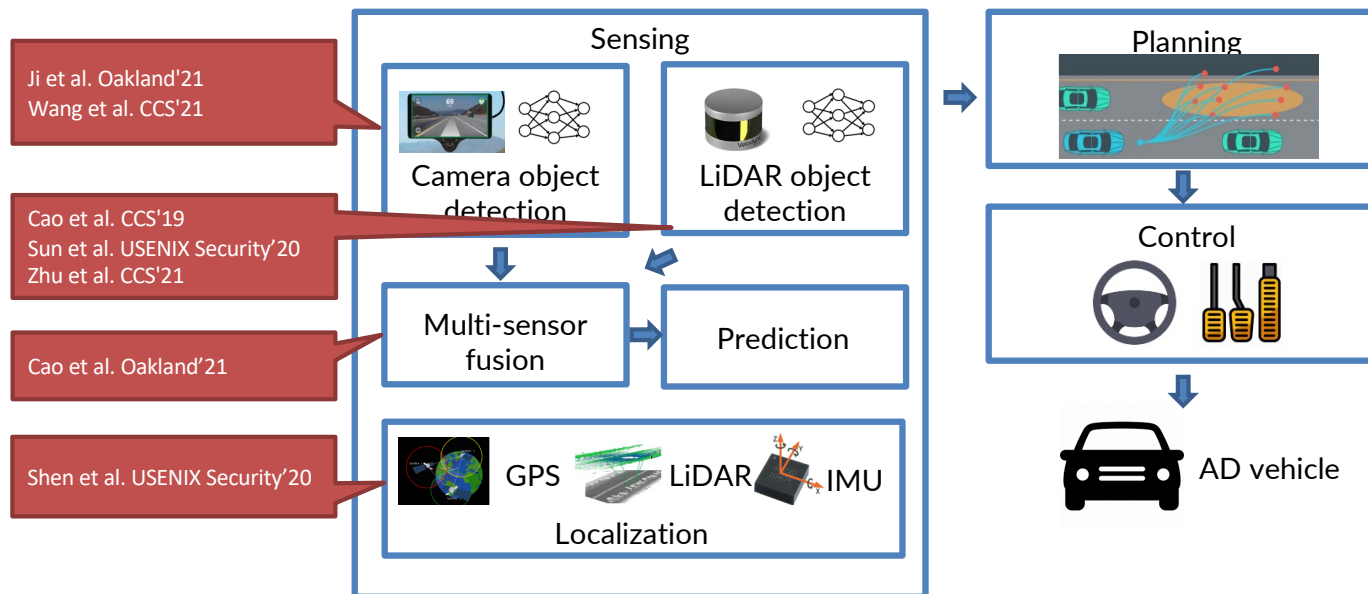 Sensing
Ji et al. Oakland'21
Wang et al. CCS'21
69
Camera object
detection
Velody
LiDAR object
detection
Cao et al. CCS'19
Sun et al. USENIX Security’20
Zhu et al. CCS'21
Multi-sensor
fusion
Prediction
Cao et al. Oakland’21
Shen et al. USENIX Security’20
GPS
LiDAR
Z
Y
X
IMU
Localization
Planning
Control
AD vehicle